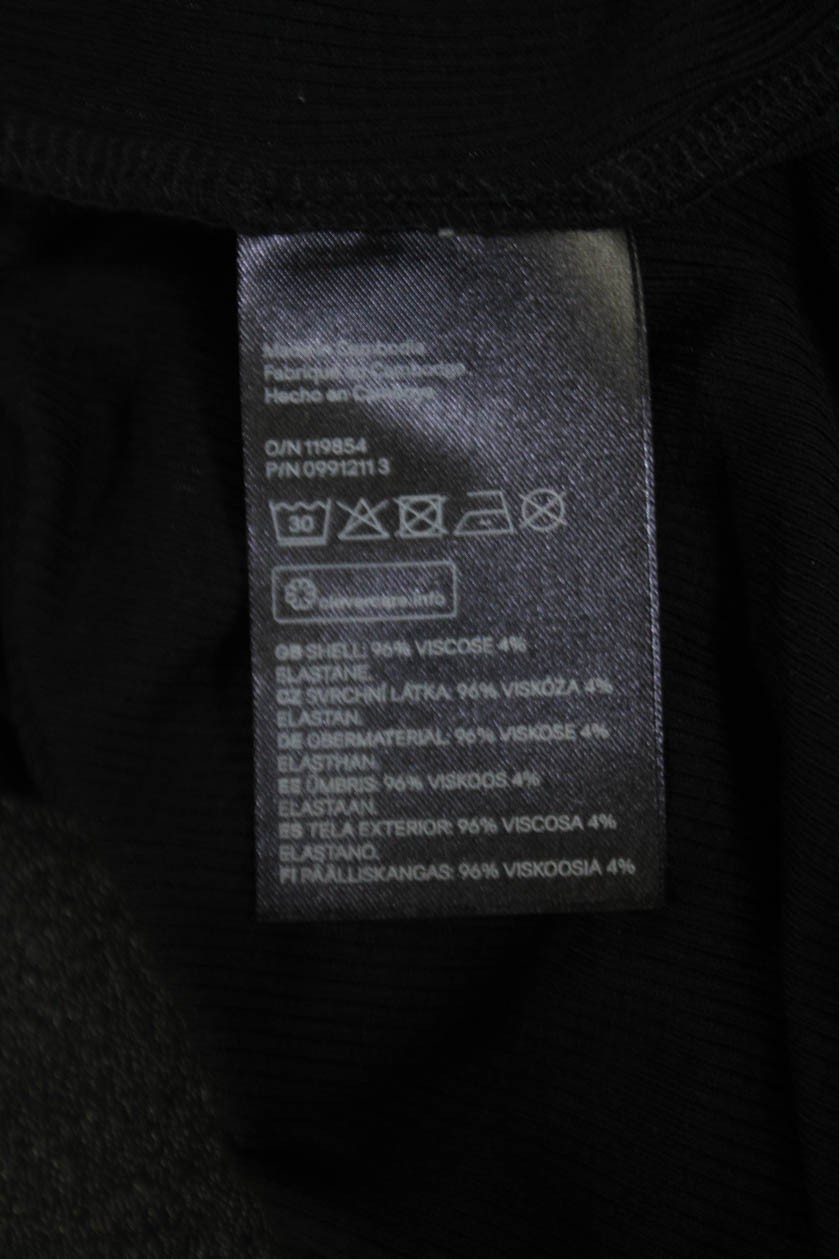 Made in Cambodia
Fabriqué au Cambodge
Hecho en Camboya
O/N 119854
P/N 0991211 3
30
clevercare.info
GB SHELL: 96% VISCOSE 4%
ELASTANE.
CZ SVRCHNÍ LÁTKA: 96% VISKÓZA 4%
ELASTAN.
DE OBERMATERIAL: 96% VISKOSE 4%
ELASTHAN.
EE ÜMBRIS: 96% VISKOOS 4%
ELASTAAN.
ES TELA EXTERIOR: 96% VISCOSA 4%
ELASTANO.
FI PÄÄLLISKANGAS: 96% VISKOOSIA 4%